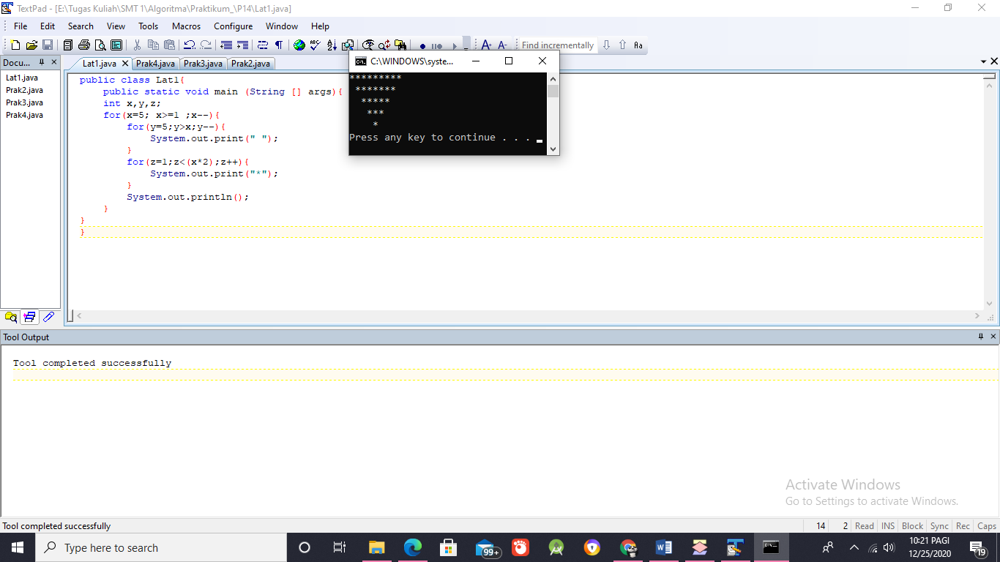 TextPad - [E:\Tugas Kuliah\SMT 1\Algoritma\Praktikum_\P14\Lat1.java]
File Edit Search View Tools Macros Configure Window Help
Find incrementally Aa
Docu...
Lat1.java
Prak2.java
Prak3.java
Prak4.java
Lat1.java Prak4.java Prak3.java Prak2.java
public class Lat1{
    public static void main (String [] args){
    int x,y,z;
    for(x=5; x>=1 ;x--){
        for(y=5;y>x;y--){
            System.out.print(" ");
        }
        for(z=1;z<(x*2);z++){
            System.out.print("*");
        }
        System.out.println();
    }
}
}
C:\WINDOWS\syste...
*********
 *******
  *****
   ***
    *
Press any key to continue . . .
Tool Output
Tool completed successfully
Activate Windows
Go to Settings to activate Windows.
Tool completed successfully 14 2 Read INS Block Sync Rec Caps
Type here to search 99+ 10:21 PAGI 19
12/25/2020